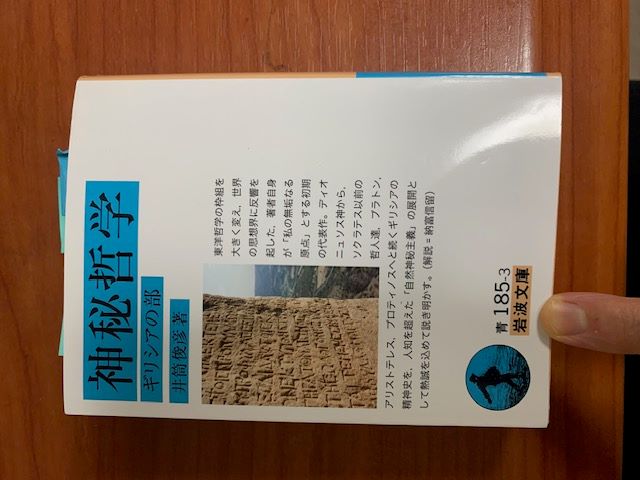 神秘哲学
ギリシアの部
井筒俊彦著
東洋哲学の枠組を
大きく変え，世界
の思想界に反響を
起した，著者自身
が「私の無垢なる
原点」とする初期
の代表作。ディオ
ニュソス神から，
ソクラテス以前の
哲人達，プラトン，
アリストテレス，プロティノスへと続くギリシアの
精神史を，人知を超えた「自然神秘主義」の展開と
して熱誠を込めて説き明かす。（解説＝納富信留）
青 185-3
岩波文庫